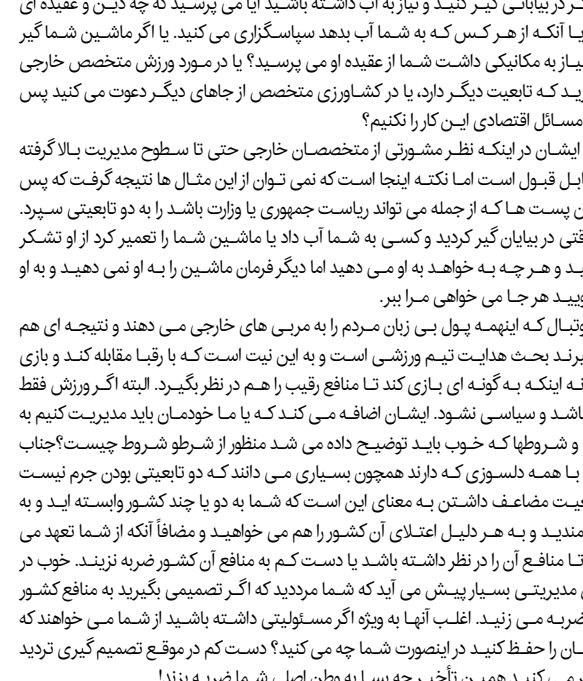 در بیابانی گیر کنید و نیاز به آب داشته باشید آیا می پرسید که چه دین و عقیده ای
یا آنکه از هر کس که به شما آب بدهد سپاسگزاری می کنید. یا اگر ماشین شما گیر
نیاز به مکانیکی داشت شما از عقیده او می پرسید؟ یا در مورد ورزش متخصص خارجی
که تابعیت دیگر دارد، یا در کشاورزی متخصص از جاهای دیگر دعوت می کنید پس
مسائل اقتصادی این کار را نکنیم؟
ایشان در اینکه نظر مشورتی از متخصصان خارجی حتی تا سطوح مدیریت بالا گرفته
قبول است اما نکته اینجا است که نمی توان از این مثال ها نتیجه گرفت که پس
پست ها که از جمله می تواند ریاست جمهوری یا وزارت باشد را به دو تابعیتی سپرد.
وقتی در بیابان گیر کردید و کسی به شما آب داد یا ماشین شما را تعمیر کرد از او تشکر
و هر چه به خواهد به او می دهید اما دیگر فرمان ماشین را به او نمی دهید و به او
هر جا می خواهی مرا ببر.
که اینهمه پول بی زبان مردم را به مربی های خارجی می دهند و نتیجه ای هم
بحث هدایت تیم ورزشی است و به این نیت است که با رقبا مقابله کند و بازی
نه اینکه به گونه ای بازی کند تا منافع رقیب را هم در نظر بگیرد. البته اگر ورزش فقط
باشد و سیاسی نشود. ایشان اضافه می کند که یا ما خودمان باید مدیریت کنیم به
و شروطها که خوب باید توضیح داده می شد منظور از شرطو شروط چیست؟جناب
با همه دلسوزی که دارند همچون بسیاری می دانند که دو تابعیتی بودن جرم نیست
مضاعف داشتن به معنای این است که شما به دو یا چند کشور وابسته اید و به
و به هر دلیل اعتلای آن کشور را هم می خواهید و مضافاً آنکه از شما تعهد می
تا منافع آن را در نظر داشته باشد یا دست کم به منافع آن کشور ضربه نزنید. خوب در
مدیریتی بسیار پیش می آید که شما مرددید که اگر تصمیمی بگیرید به منافع کشور
ضربه می زنید. اغلب آنها به ویژه اگر مسئولیتی داشته باشید از شما می خواهند که
را حفظ کنید در اینصورت شما چه می کنید؟ دست کم در موقع تصمیم گیری تردید
می کنید همین تأخیر چه بسا به وطن اصلی شما ضربه بزند!